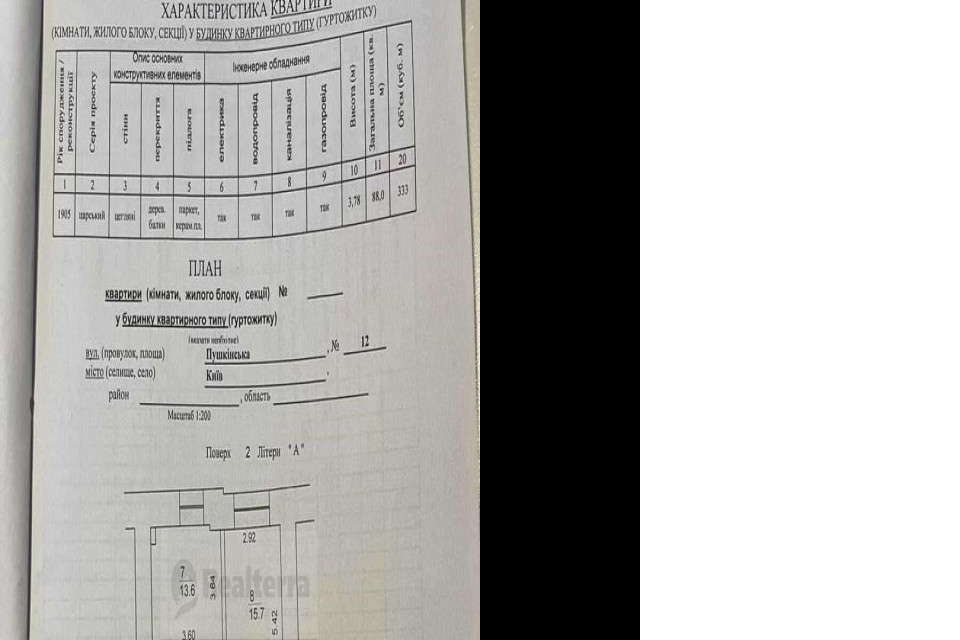 ХАРАКТЕРИСТИКА КВАРТИРИ
(КІМНАТИ, ЖИЛОГО БЛОКУ, СЕКЦІЇ) У БУДИНКУ КВАРТИРНОГО ТИПУ (ГУРТОЖИТКУ)
Рік спорудження / реконструкції
Серія проекту
Опис основних конструктивних елементів
Інженерне обладнання
стіни
перекриття
підлога
електрика
водопровід
каналізація
газопровід
Висота (м)
Загальна площа (кв. м)
Об'єм (куб. м)
1 2 3 4 5 6 7 8 9 10 11 20
1905 царський цегляні дерев. балки паркет, керам.пл. так так так так 3,78 88,0 333
ПЛАН
квартири (кімнати, жилого блоку, секції) №
у будинку квартирного типу (гуртожитку)
(вказати необхідне)
вул. (провулок, площа) Пушкінська, № 12
місто (селище, село) Київ,
район , область
Масштаб 1:200
Поверх 2 Літери "А"
2.92
7
13.6
3.84
8
15.7
5.42
3.60
Realterra